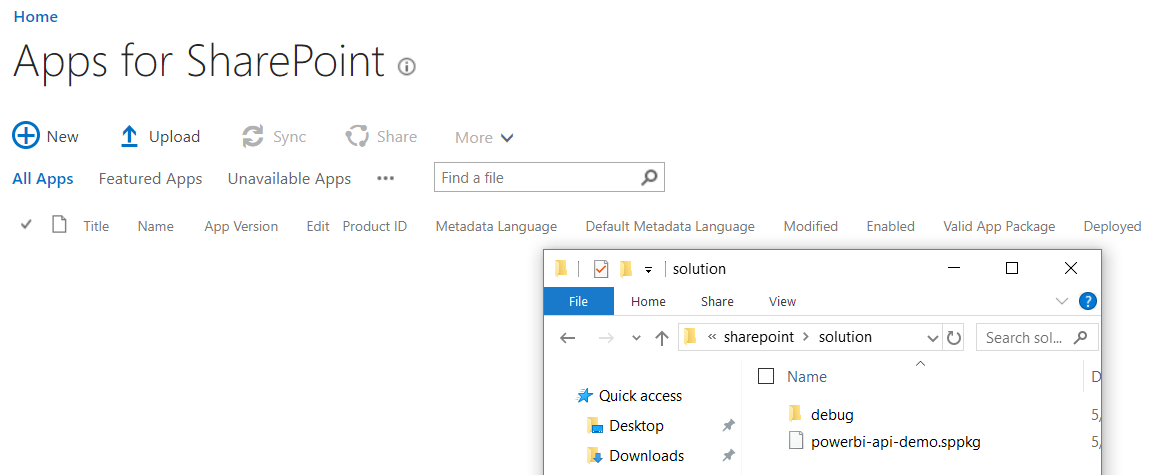 Home
Apps for SharePoint
New Upload Sync Share More
All Apps Featured Apps Unavailable Apps ••• Find a file
Title Name App Version Edit Product ID Metadata Language Default Metadata Language Modified Enabled Valid App Package Deployed
solution
File Home Share View ?
« sharepoint > solution Search sol...
Name D
Quick access
debug 5/
Desktop
powerbi-api-demo.sppkg 5/
Downloads